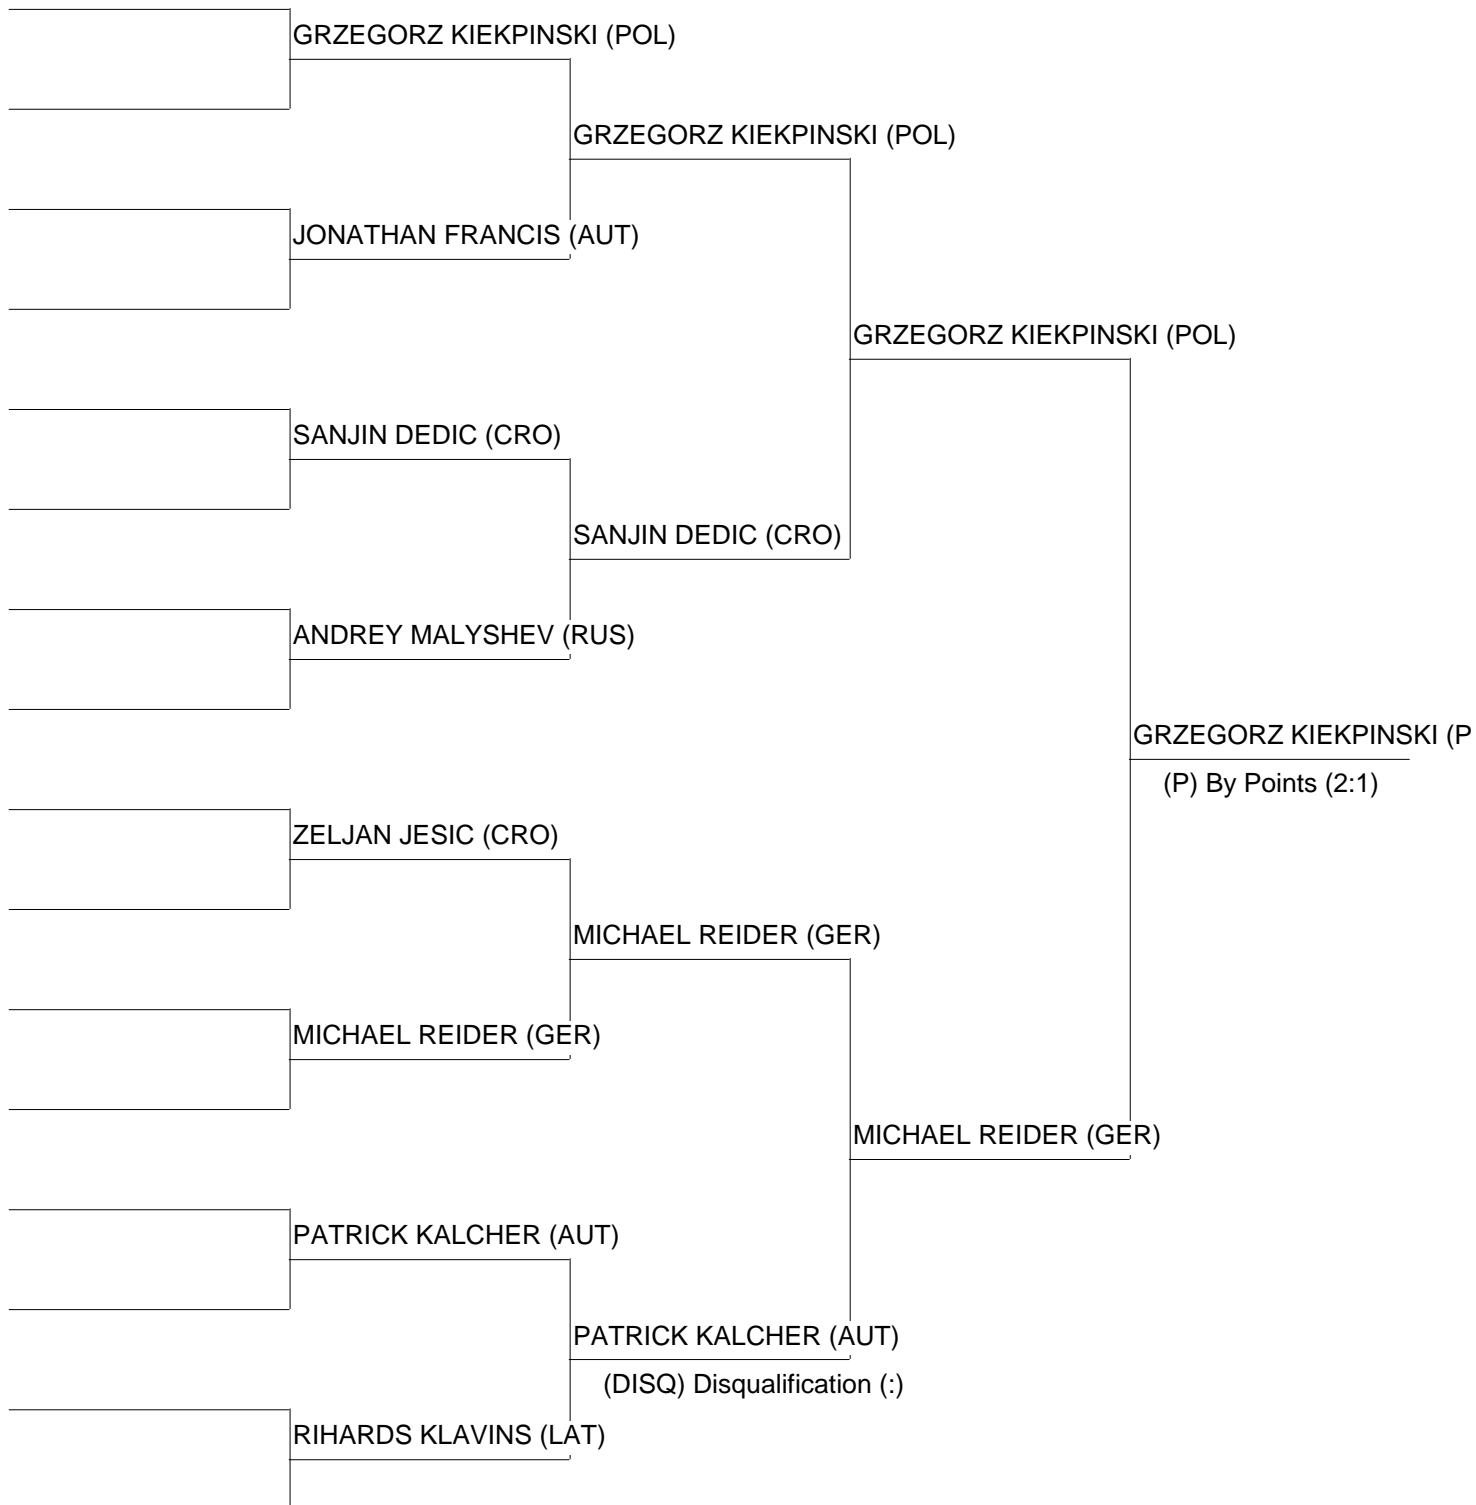 GRZEGORZ KIEKPINSKI (POL)
GRZEGORZ KIEKPINSKI (POL)
JONATHAN FRANCIS (AUT)
GRZEGORZ KIEKPINSKI (POL)
SANJIN DEDIC (CRO)
SANJIN DEDIC (CRO)
ANDREY MALYSHEV (RUS)
GRZEGORZ KIEKPINSKI (P
(P) By Points (2:1)
ZELJAN JESIC (CRO)
MICHAEL REIDER (GER)
MICHAEL REIDER (GER)
MICHAEL REIDER (GER)
PATRICK KALCHER (AUT)
PATRICK KALCHER (AUT)
(DISQ) Disqualification (:)
RIHARDS KLAVINS (LAT)